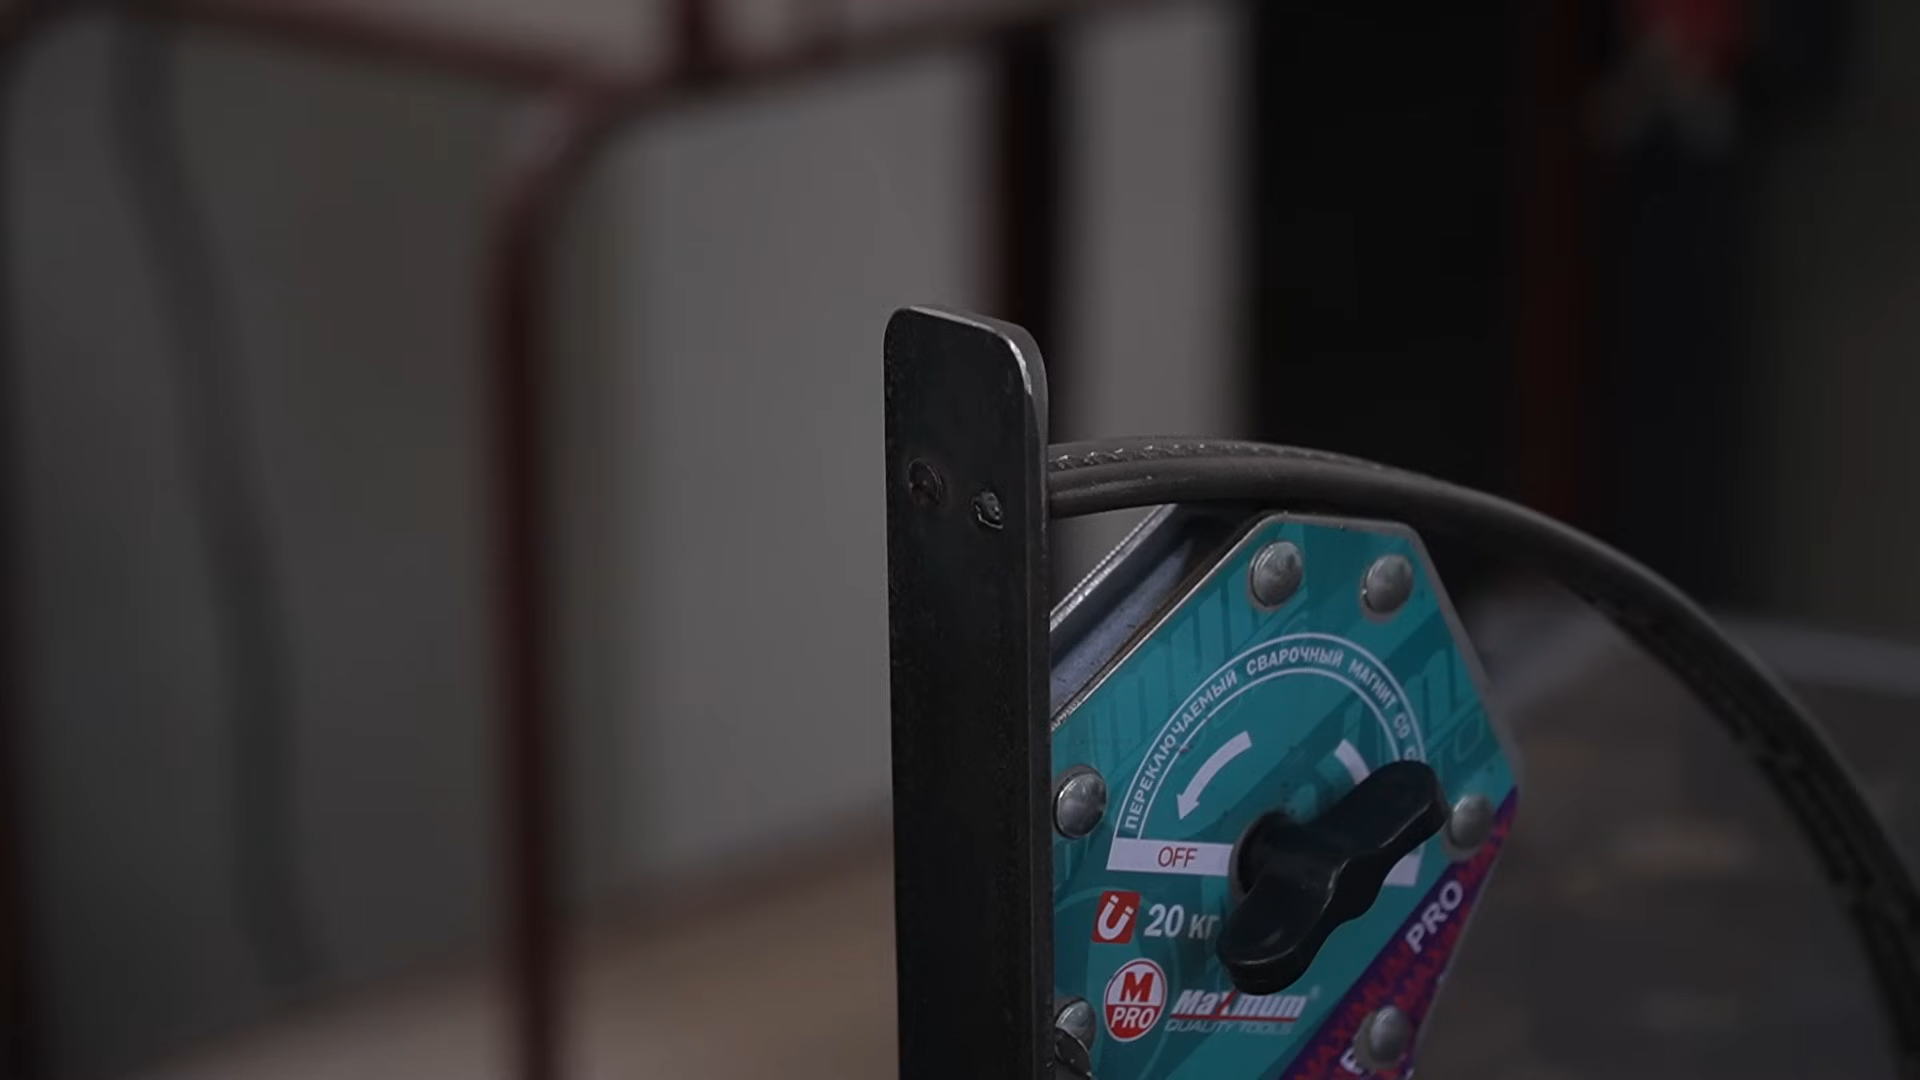 ПЕРЕКЛЮЧАЕМЫЙ СВАРОЧНЫЙ МАГНИТ СО
OFF
20 КГ
M
PRO
MaXimum
QUALITY TOOLS
PRO